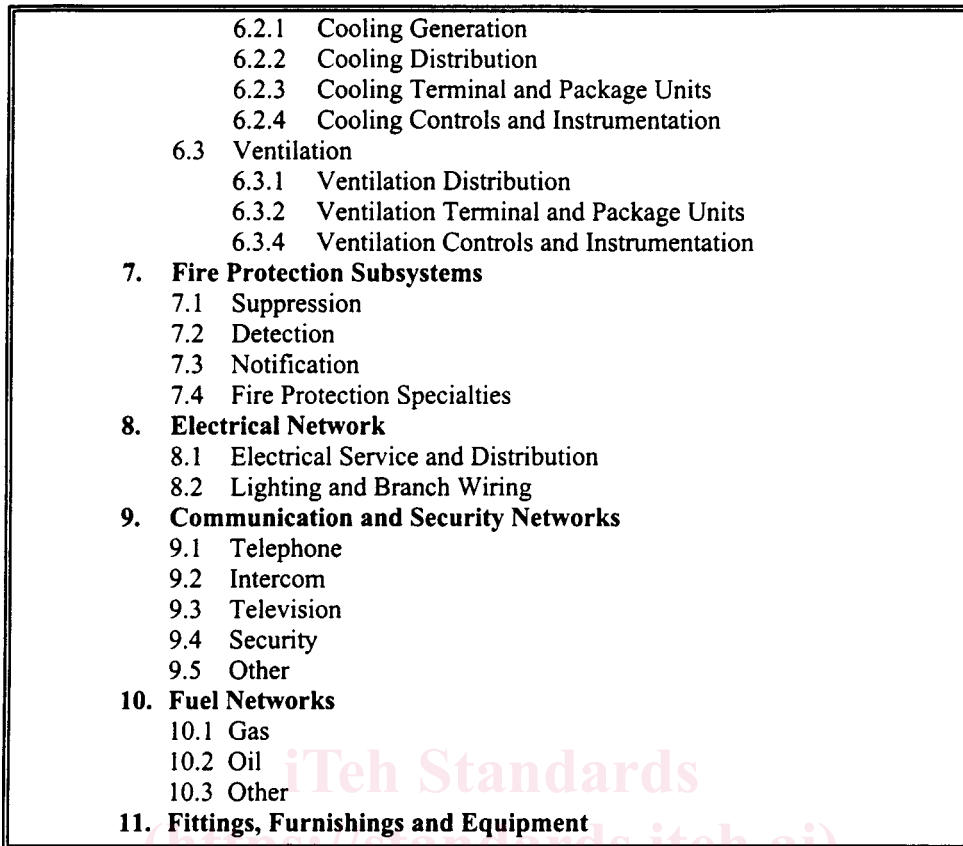 6.2.1 Cooling Generation
6.2.2 Cooling Distribution
6.2.3 Cooling Terminal and Package Units
6.2.4 Cooling Controls and Instrumentation
6.3 Ventilation
6.3.1 Ventilation Distribution
6.3.2 Ventilation Terminal and Package Units
6.3.4 Ventilation Controls and Instrumentation
7. Fire Protection Subsystems
7.1 Suppression
7.2 Detection
7.3 Notification
7.4 Fire Protection Specialties
8. Electrical Network
8.1 Electrical Service and Distribution
8.2 Lighting and Branch Wiring
9. Communication and Security Networks
9.1 Telephone
9.2 Intercom
9.3 Television
9.4 Security
9.5 Other
10. Fuel Networks
10.1 Gas
10.2 Oil
iTeh Standards
10.3 Other
11. Fittings, Furnishings and Equipment
(https://standards.iteh.ai)